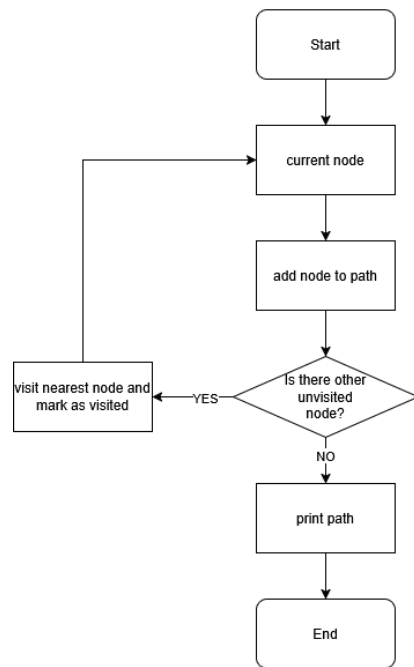 Start
current node
add node to path
Is there other
unvisited
node?
YES
visit nearest node and
mark as visited
NO
print path
End